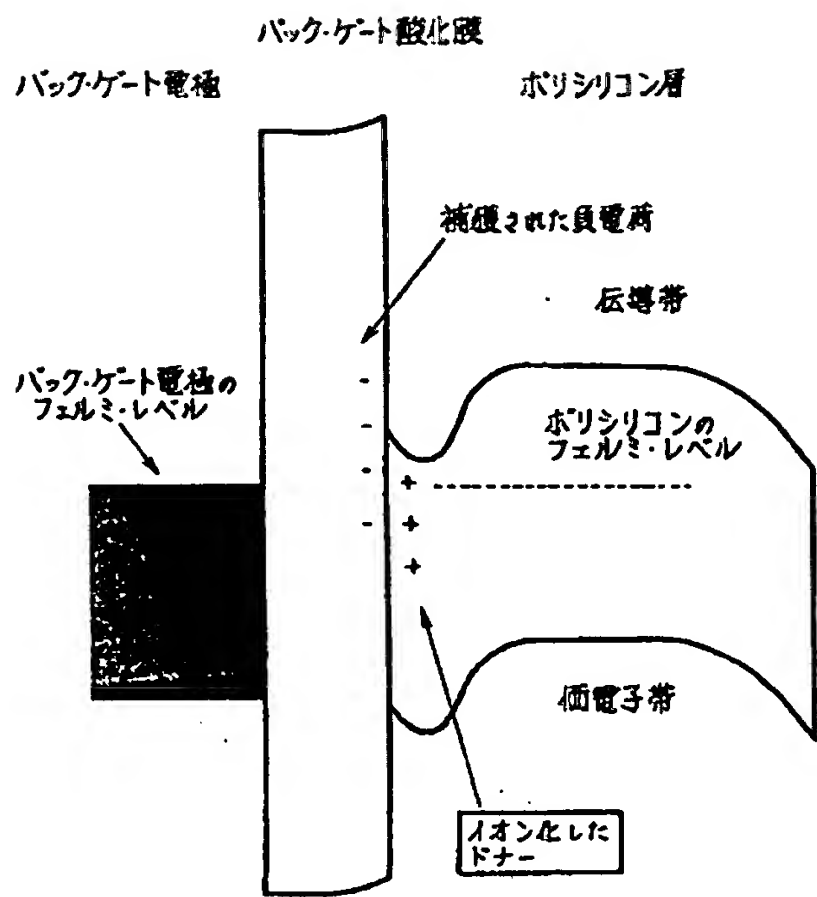 バック・ゲート酸化膜
バック・ゲート電極
ポリシリコン層
補獲された負電荷
伝導帯
バック・ゲート電極の
フェルミ・レベル
ポリシリコンの
フェルミ・レベル
価電子帯
イオン化した
ドナー